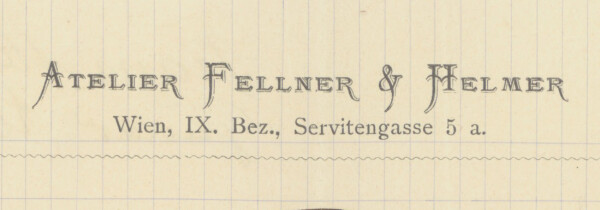 Atelier Fellner & Helmer
Wien, IX. Bez., Servitengasse 5 a.